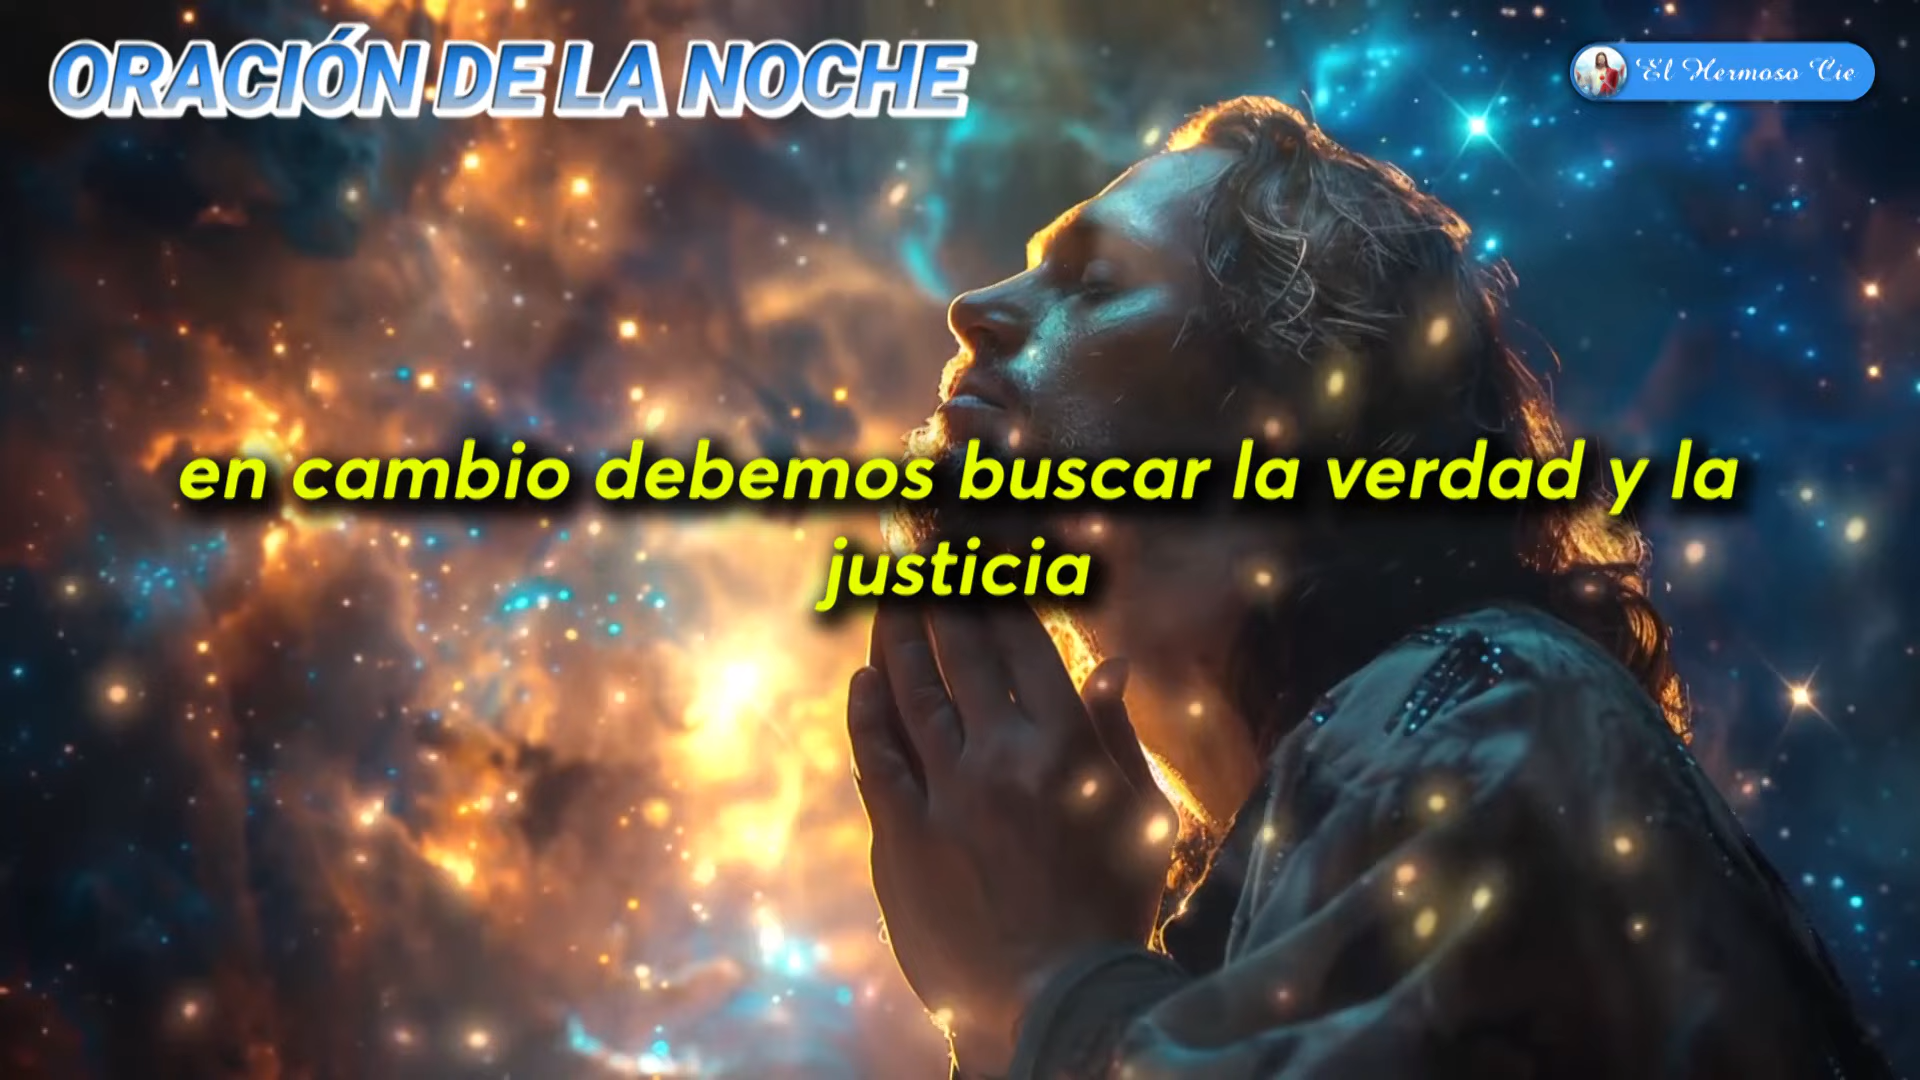 ORACIÓN DE LA NOCHE
El Hermoso Cie
en cambio debemos buscar la verdad y la
justicia